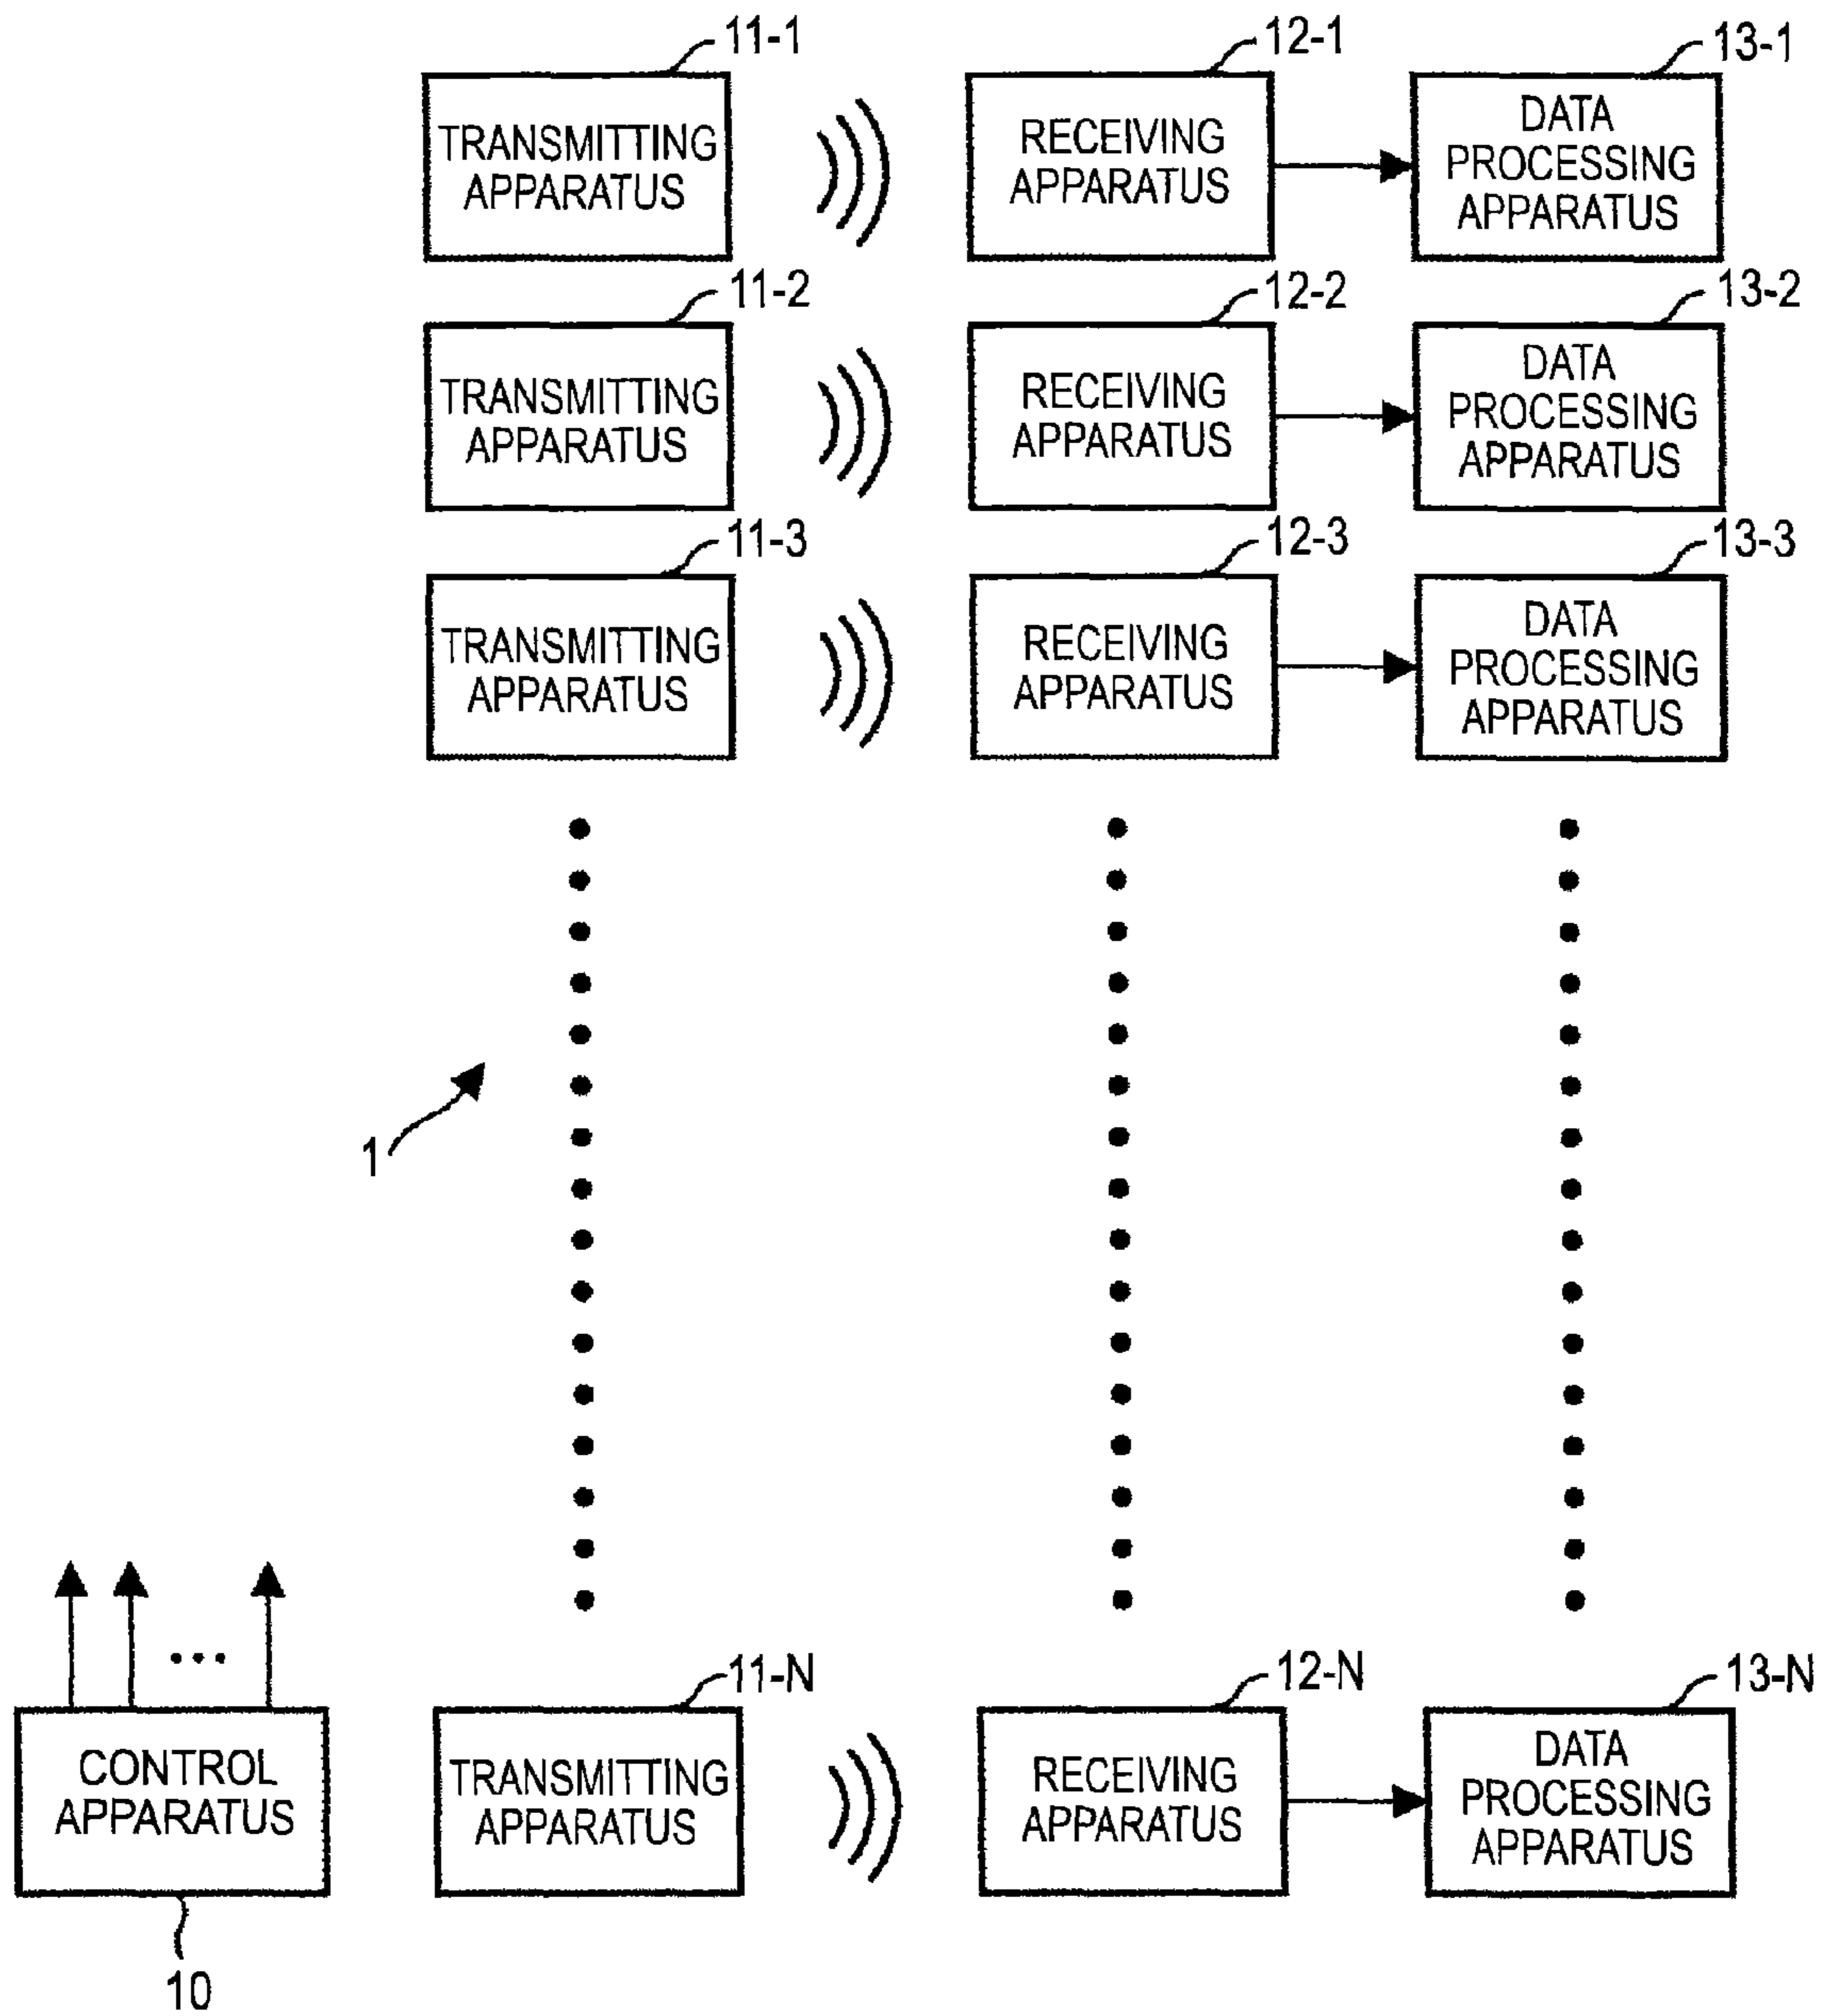 11-1 12-1 13-1
TRANSMITTING
APPARATUS
RECEIVING
APPARATUS
DATA
PROCESSING
APPARATUS
11-2 12-2 13-2
TRANSMITTING
APPARATUS
RECEIVING
APPARATUS
DATA
PROCESSING
APPARATUS
11-3 12-3 13-3
TRANSMITTING
APPARATUS
RECEIVING
APPARATUS
DATA
PROCESSING
APPARATUS
1
11-N 12-N 13-N
CONTROL
APPARATUS
TRANSMITTING
APPARATUS
RECEIVING
APPARATUS
DATA
PROCESSING
APPARATUS
10